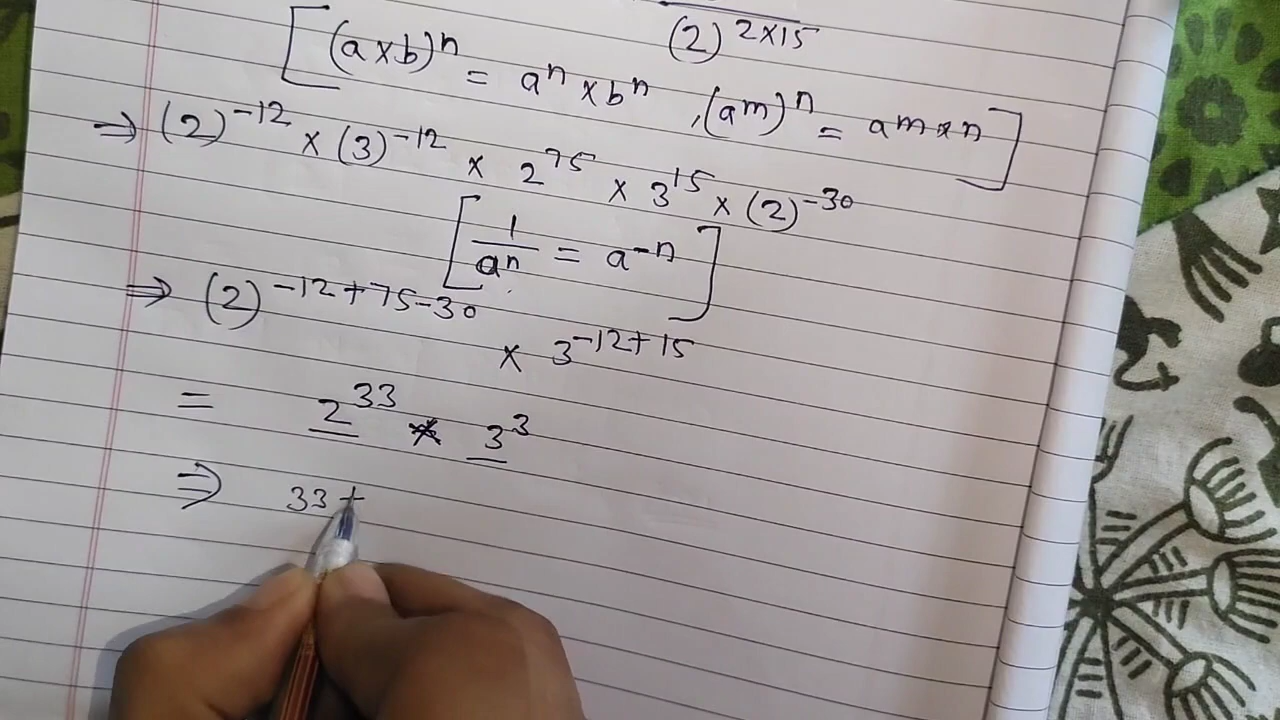 (2)^2×15
[(a×b)^n = a^n × b^n , (a^m)^n = a^m×n]
⇒ (2)^-12 × (3)^-12 × 2^75 × 3^15 × (2)^-30
[1/a^n = a^-n]
⇒ (2)^-12+75-30 × 3^-12+15
= 2^33 × 3^3
⇒ 33+